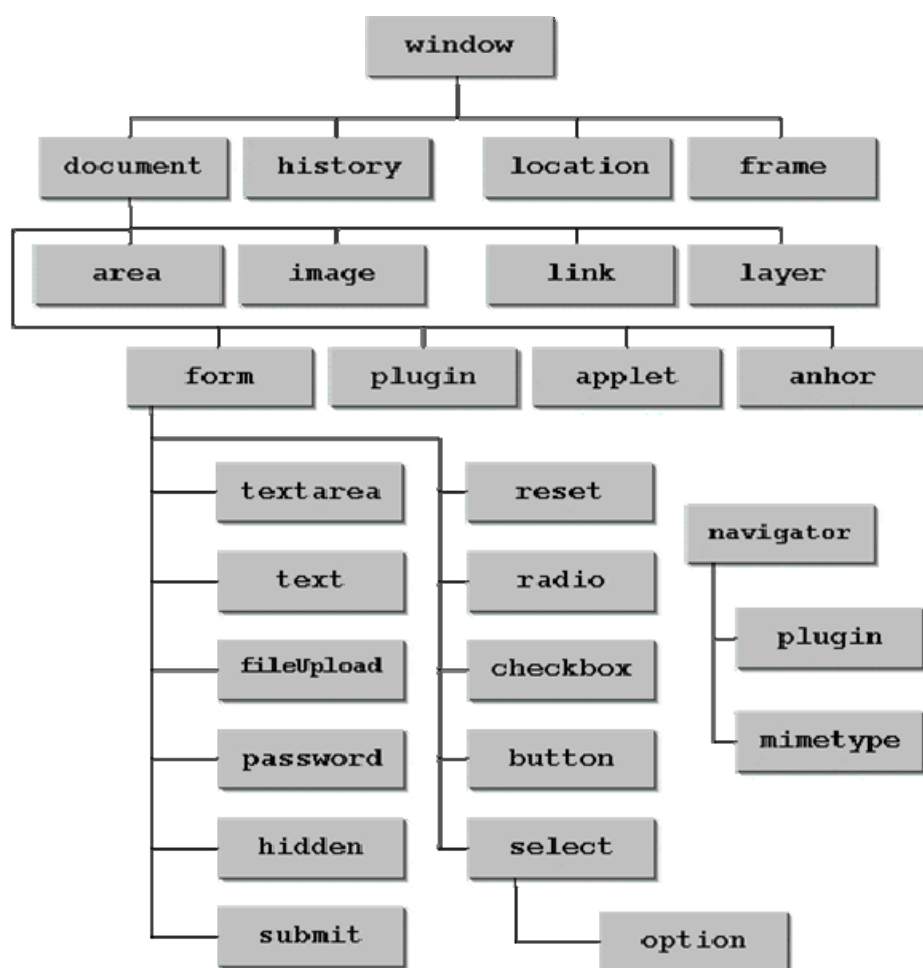 window
document
history
location
frame
area
image
link
layer
form
plugin
applet
anhor
textarea
reset
navigator
text
radio
plugin
fileUpload
checkbox
password
button
mimetype
hidden
select
submit
option